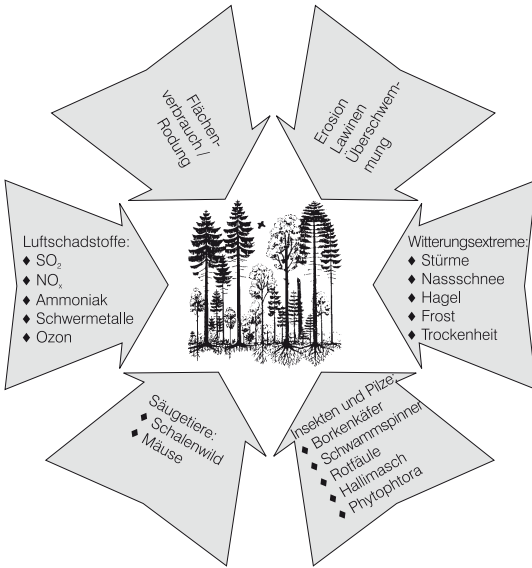 Flächen-
verbrauch /
Rodung
Erosion
Lawinen
Überschwem-
mung
Luftschadstoffe:
♦ SO₂
♦ NOₓ
♦ Ammoniak
♦ Schwermetalle
♦ Ozon
Witterungsextreme:
♦ Stürme
♦ Nassschnee
♦ Hagel
♦ Frost
♦ Trockenheit
Säugetiere:
♦ Schalenwild
♦ Mäuse
Insekten und Pilze:
♦ Borkenkäfer
♦ Schwammspinner
♦ Rotfäule
♦ Hallimasch
♦ Phytophtora